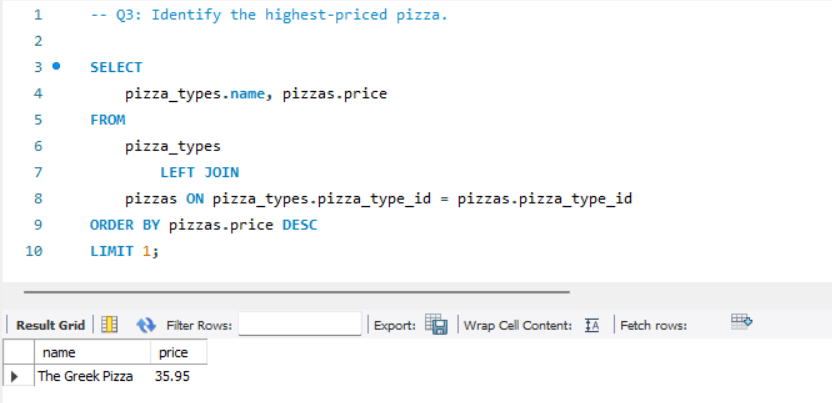 1 -- Q3: Identify the highest-priced pizza.
2
3 SELECT
4 pizza_types.name, pizzas.price
5 FROM
6 pizza_types
7 LEFT JOIN
8 pizzas ON pizza_types.pizza_type_id = pizzas.pizza_type_id
9 ORDER BY pizzas.price DESC
10 LIMIT 1;
Result Grid Filter Rows: Export: Wrap Cell Content: IA Fetch rows:
name price
The Greek Pizza 35.95